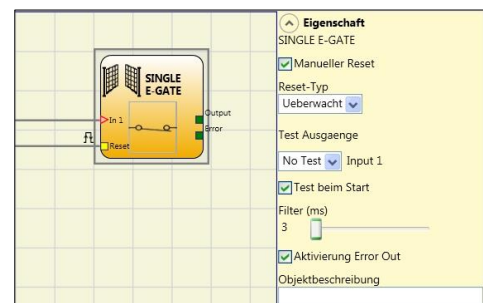 SINGLE
E-GATE
In 1
Reset
Output
Error
Eigenschaft
SINGLE E-GATE
Manueller Reset
Reset-Typ
Ueberwacht
Test Ausgaenge
No Test Input 1
Test beim Start
Filter (ms)
3
Aktivierung Error Out
Objektbeschreibung